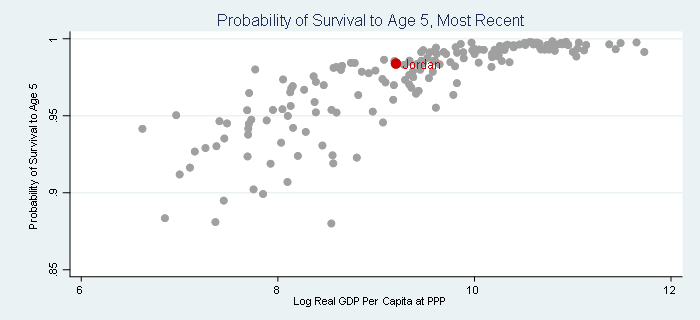 Probability of Survival to Age 5, Most Recent
Probability of Survival to Age 5
1
.95
.9
.85
Jordan
6
8
10
12
Log Real GDP Per Capita at PPP